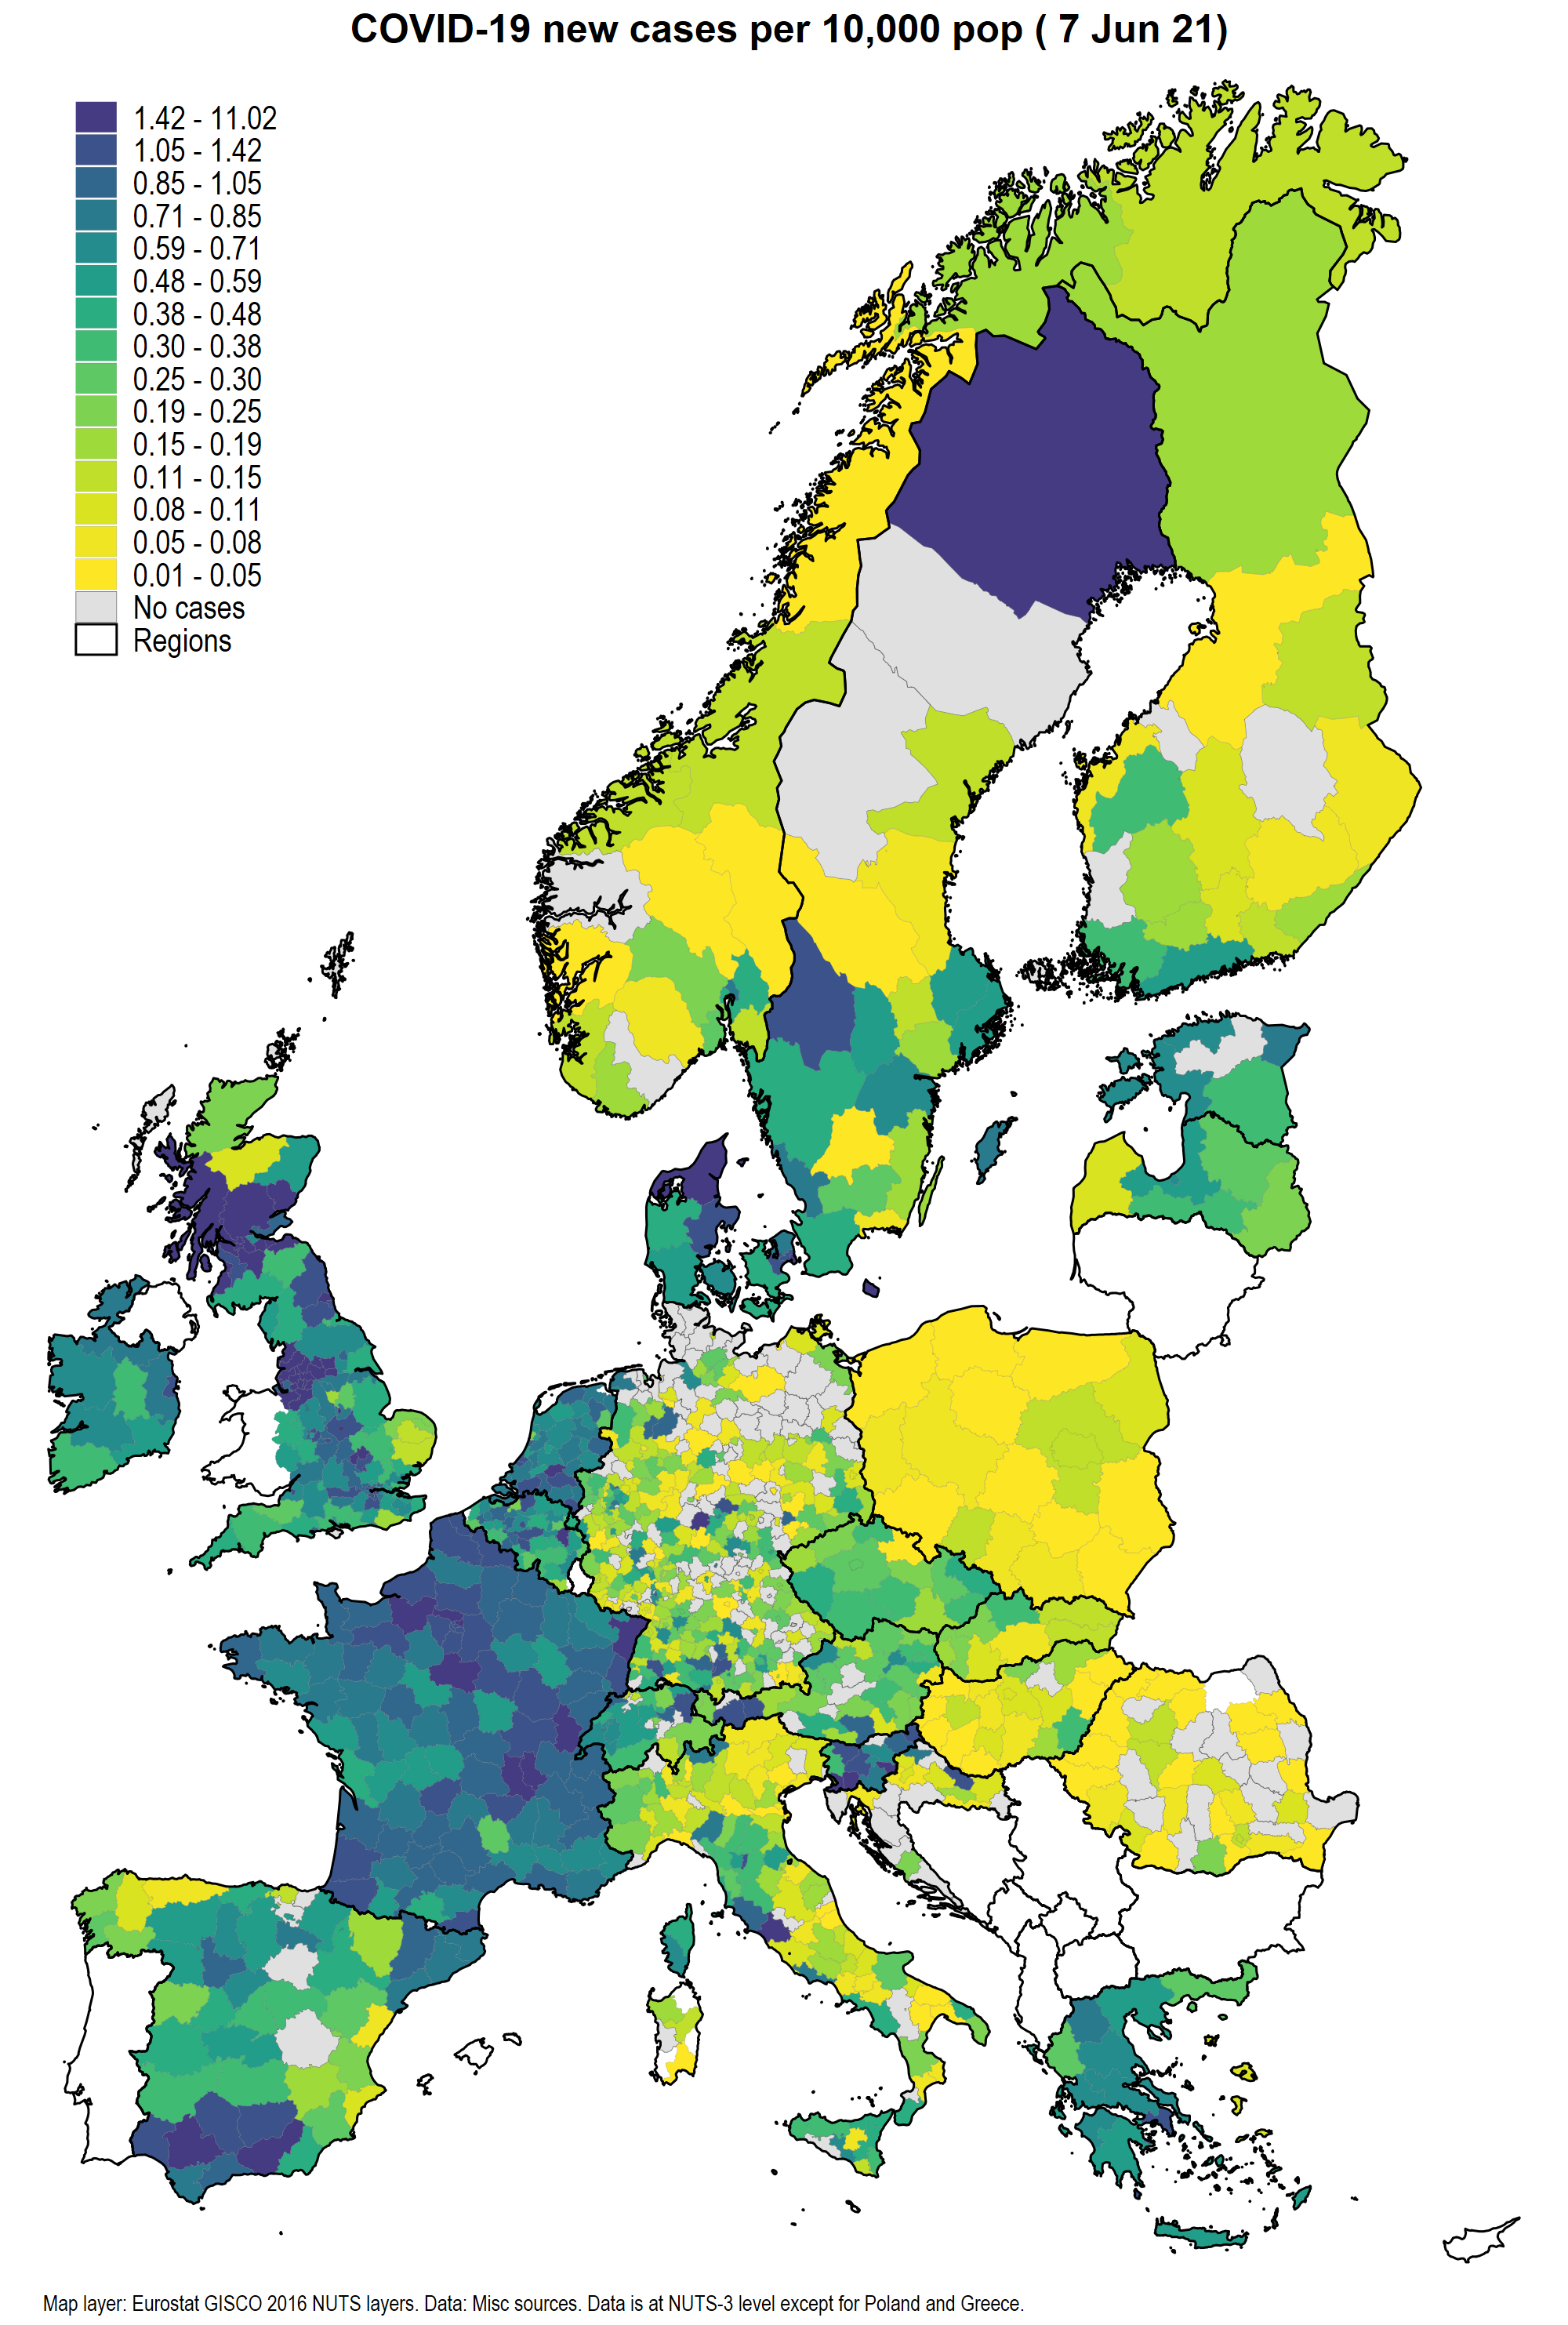 COVID-19 new cases per 10,000 pop ( 7 Jun 21)
1.42 - 11.02
1.05 - 1.42
0.85 - 1.05
0.71 - 0.85
0.59 - 0.71
0.48 - 0.59
0.38 - 0.48
0.30 - 0.38
0.25 - 0.30
0.19 - 0.25
0.15 - 0.19
0.11 - 0.15
0.08 - 0.11
0.05 - 0.08
0.01 - 0.05
No cases
Regions
Map layer: Eurostat GISCO 2016 NUTS layers. Data: Misc sources. Data is at NUTS-3 level except for Poland and Greece.